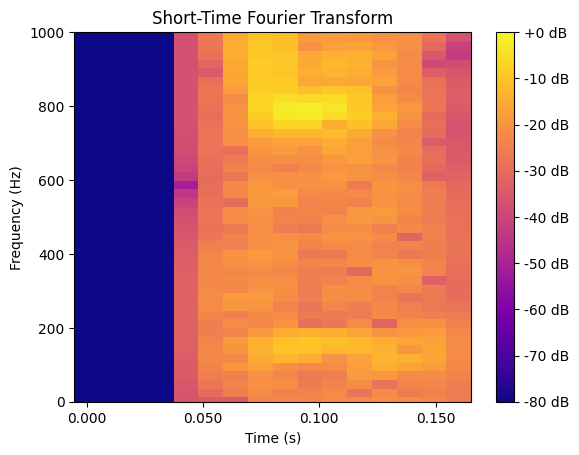 Short-Time Fourier Transform
1000
800
600
400
200
0
Frequency (Hz)
0.000
0.050
0.100
0.150
Time (s)
+0 dB
-10 dB
-20 dB
-30 dB
-40 dB
-50 dB
-60 dB
-70 dB
-80 dB